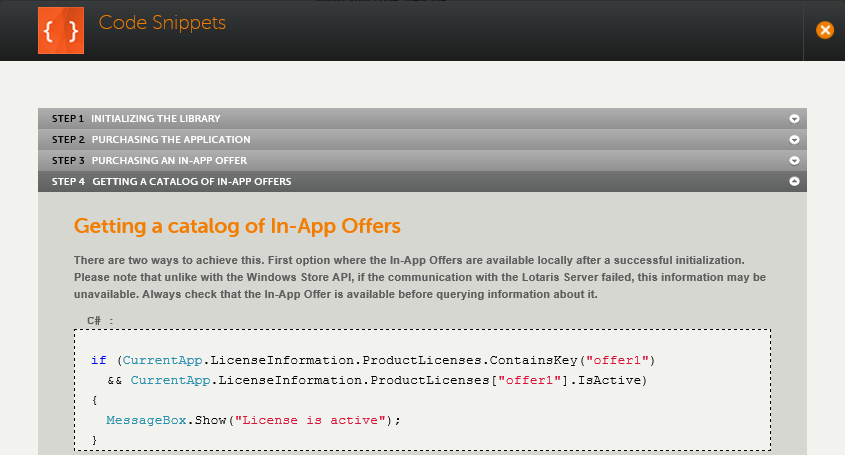 { } Code Snippets
STEP 1 INITIALIZING THE LIBRARY
STEP 2 PURCHASING THE APPLICATION
STEP 3 PURCHASING AN IN-APP OFFER
STEP 4 GETTING A CATALOG OF IN-APP OFFERS
Getting a catalog of In-App Offers
There are two ways to achieve this. First option where the In-App Offers are available locally after a successful initialization.
Please note that unlike with the Windows Store API, if the communication with the Lotaris Server failed, this information may be
unavailable. Always check that the In-App Offer is available before querying information about it.
C# :
if (CurrentApp.LicenseInformation.ProductLicenses.ContainsKey("offer1")
&& CurrentApp.LicenseInformation.ProductLicenses["offer1"].IsActive)
{
MessageBox.Show("License is active");
}